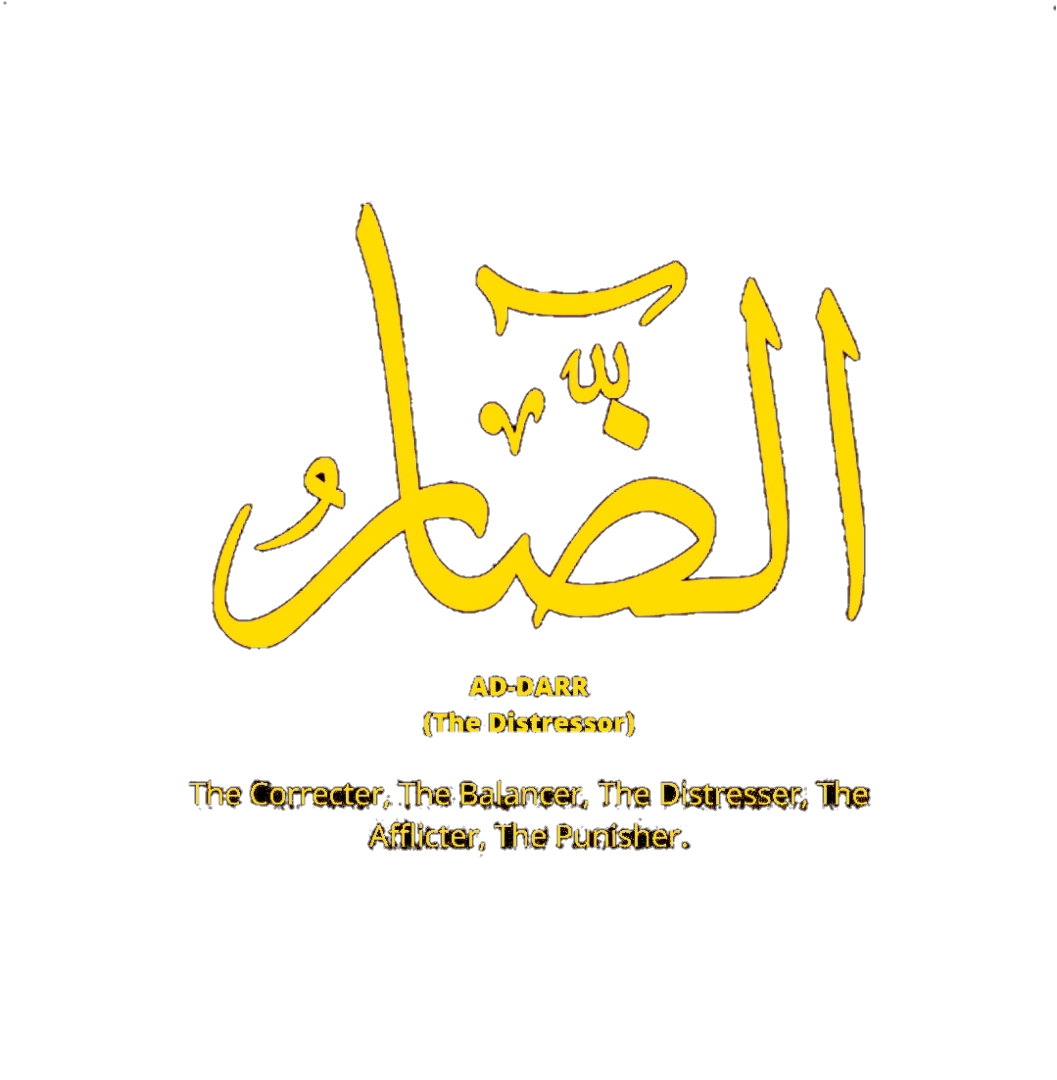 الضَّارُ
AD-DARR
(The Distressor)
The Correcter, The Balancer, The Distresser, The
Afflicter, The Punisher.